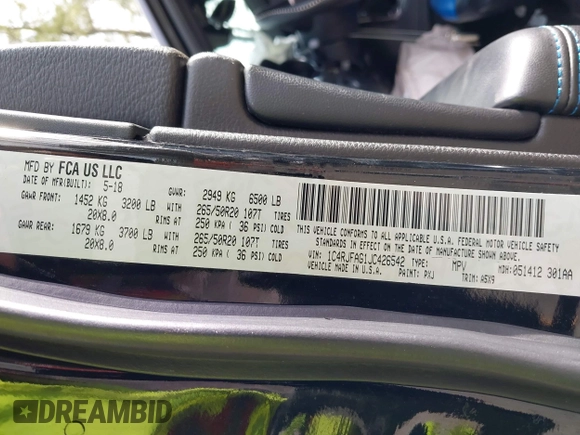 MFD BY FCA US LLC
DATE OF MFR(BUILT): 5-18 GVWR: 2949 KG 6500 LB
GAWR FRONT: 1452 KG 3200 LB WITH 265/50R20 107T TIRES
20X8.0 RIMS AT 250 KPA ( 36 PSI) COLD
GAWR REAR: 1679 KG 3700 LB WITH 265/50R20 107T TIRES
20X8.0 RIMS AT 250 KPA ( 36 PSI) COLD
THIS VEHICLE CONFORMS TO ALL APPLICABLE U.S.A. FEDERAL MOTOR VEHICLE SAFETY
STANDARDS IN EFFECT ON THE DATE OF MANUFACTURE SHOWN ABOVE.
VIN: 1C4RJFAG1JC426542 TYPE: MPV MDH: 051412 301AA
VEHICLE MADE IN U.S.A. PAINT: PXJ TRIM: A5X9
DREAMBID